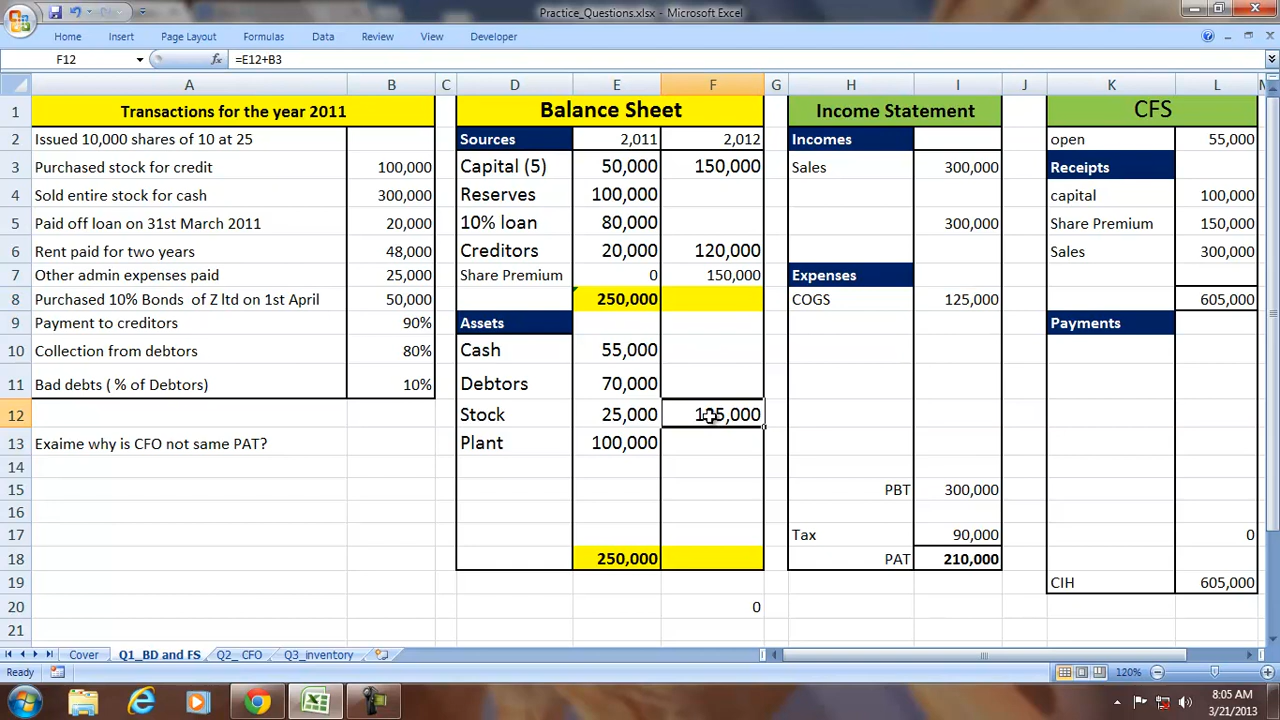 Practice_Questions.xlsx - Microsoft Excel
Home Insert Page Layout Formulas Data Review View Developer
F12 fx =E12+B3
A B C D E F G H I J K L
1 Transactions for the year 2011 Balance Sheet Income Statement CFS
2 Issued 10,000 shares of 10 at 25 Sources 2,011 2,012 Incomes open 55,000
3 Purchased stock for credit 100,000 Capital (5) 50,000 150,000 Sales 300,000 Receipts
4 Sold entire stock for cash 300,000 Reserves 100,000 capital 100,000
5 Paid off loan on 31st March 2011 20,000 10% loan 80,000 300,000 Share Premium 150,000
6 Rent paid for two years 48,000 Creditors 20,000 120,000 Sales 300,000
7 Other admin expenses paid 25,000 Share Premium 0 150,000 Expenses
8 Purchased 10% Bonds of Z ltd on 1st April 50,000 250,000 COGS 125,000 605,000
9 Payment to creditors 90% Assets Payments
10 Collection from debtors 80% Cash 55,000
11 Bad debts ( % of Debtors) 10% Debtors 70,000
12 Stock 25,000 125,000
13 Exaime why is CFO not same PAT? Plant 100,000
14
15 PBT 300,000
16
17 Tax 90,000 0
18 250,000 PAT 210,000
19 CIH 605,000
20 0
21
Cover Q1_BD and FS Q2_ CFO Q3_inventory
Ready 120%
8:05 AM
3/21/2013